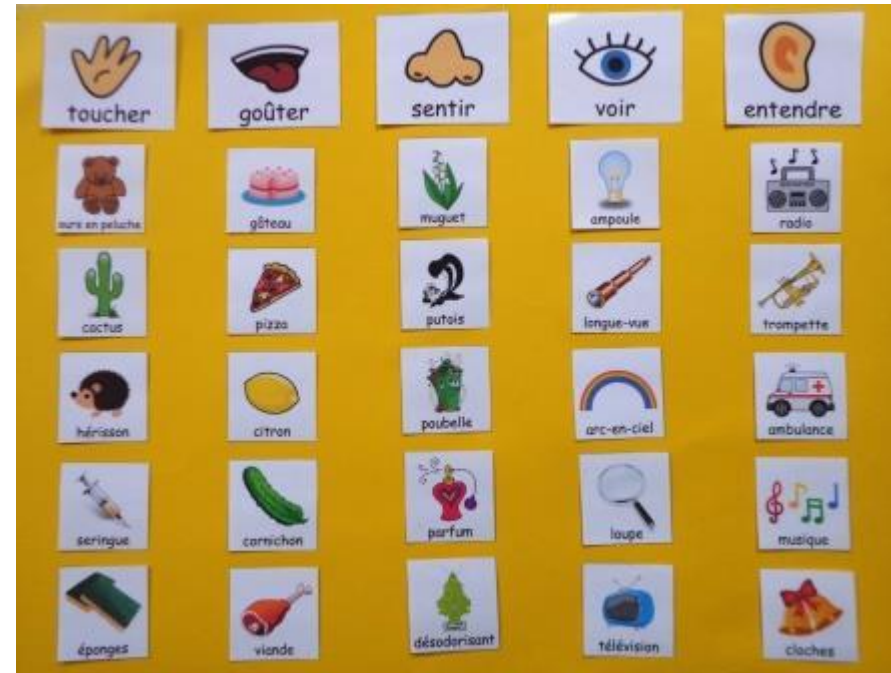 toucher
goûter
sentir
voir
entendre
ours en peluche
gâteau
muguet
ampoule
radio
cactus
pizza
putois
longue-vue
trompette
hérisson
citron
poubelle
arc-en-ciel
ambulance
seringue
cornichon
parfum
loupe
musique
éponges
viande
désodorisant
télévision
cloches